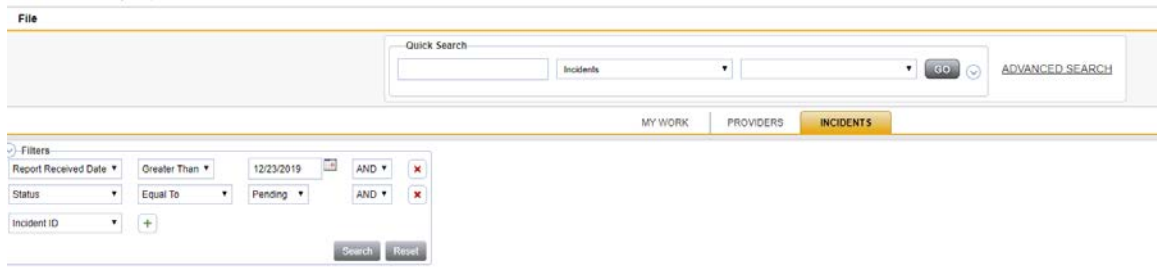 File
Quick Search
Incidents GO ADVANCED SEARCH
MY WORK PROVIDERS INCIDENTS
Filters
Report Received Date Greater Than 12/23/2019 AND
Status Equal To Pending AND
Incident ID
Search Reset